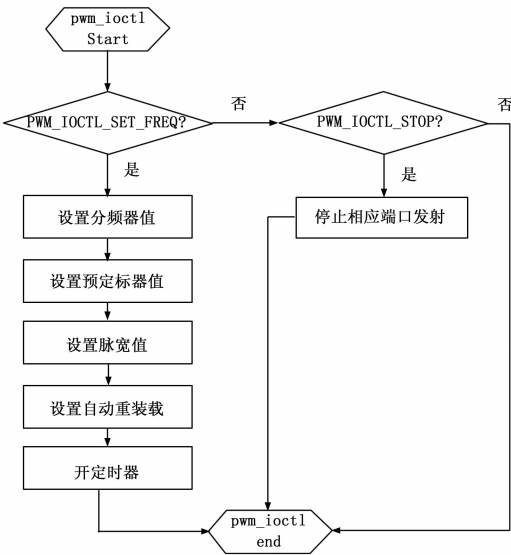 pwm_ioctl
Start
PWM_IOCTL_SET_FREQ?
否
PWM_IOCTL_STOP?
否
是
是
设置分频器值
停止相应端口发射
设置预定标器值
设置脉宽值
设置自动重装载
开定时器
pwm_ioctl
end